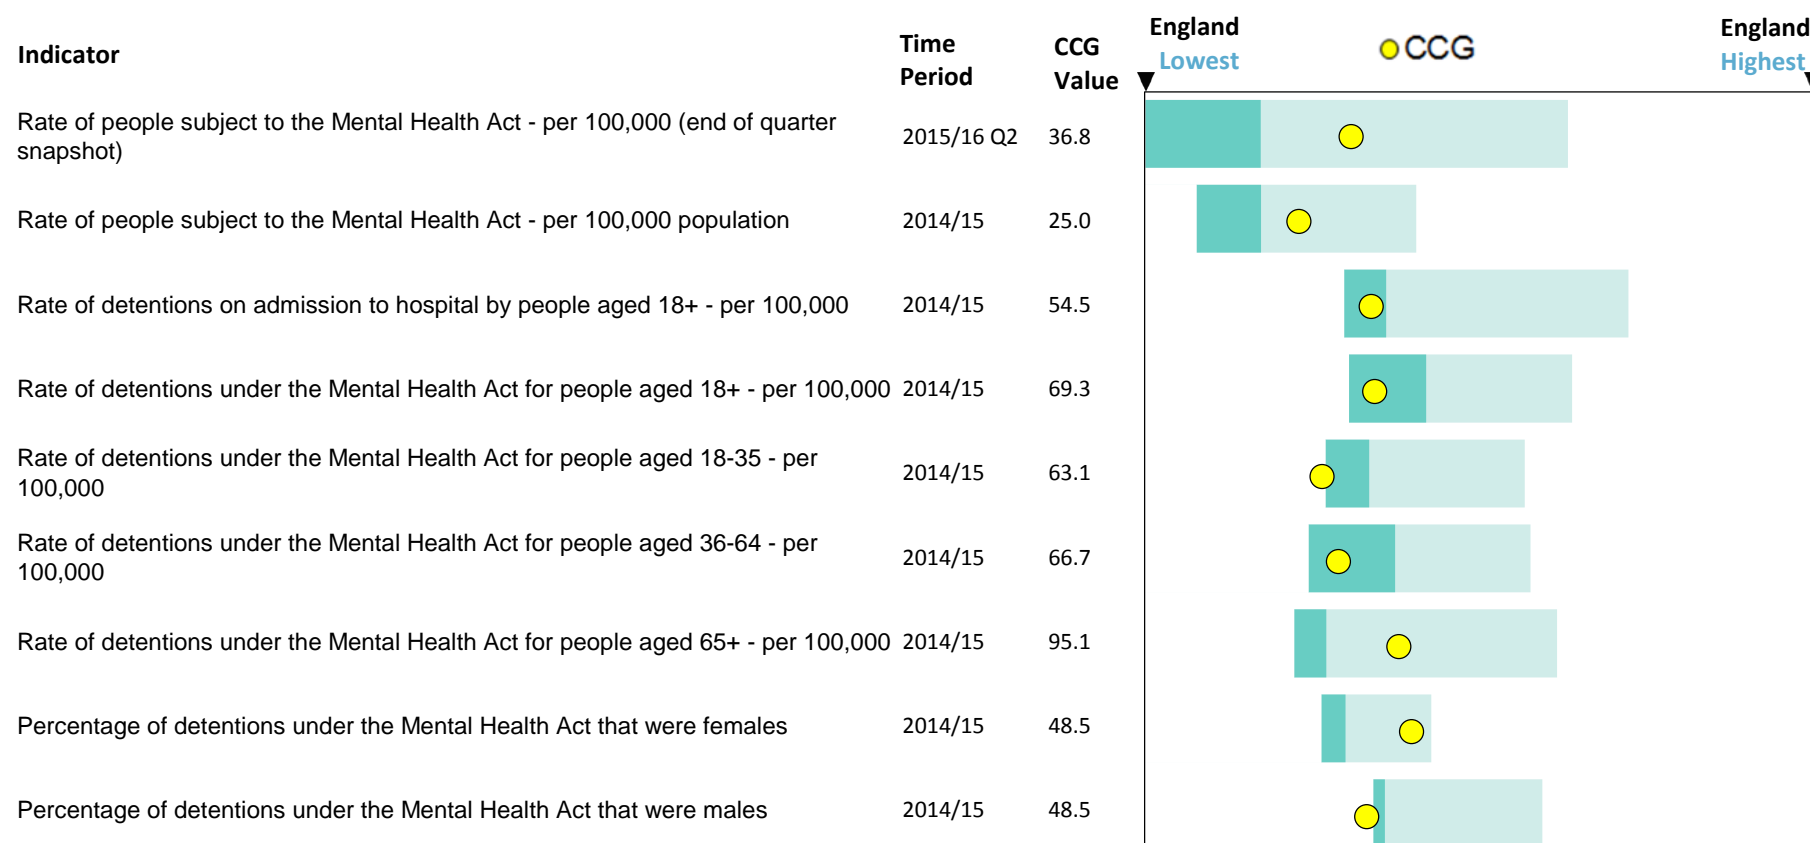 Indicator
Time Period
CCG Value
England Lowest
CCG
England Highest
Rate of people subject to the Mental Health Act - per 100,000 (end of quarter
snapshot)
2015/16 Q2
36.8
Rate of people subject to the Mental Health Act - per 100,000 population
2014/15
25.0
Rate of detentions on admission to hospital by people aged 18+ - per 100,000
2014/15
54.5
Rate of detentions under the Mental Health Act for people aged 18+ - per 100,000
2014/15
69.3
Rate of detentions under the Mental Health Act for people aged 18-35 - per
100,000
2014/15
63.1
Rate of detentions under the Mental Health Act for people aged 36-64 - per
100,000
2014/15
66.7
Rate of detentions under the Mental Health Act for people aged 65+ - per 100,000
2014/15
95.1
Percentage of detentions under the Mental Health Act that were females
2014/15
48.5
Percentage of detentions under the Mental Health Act that were males
2014/15
48.5